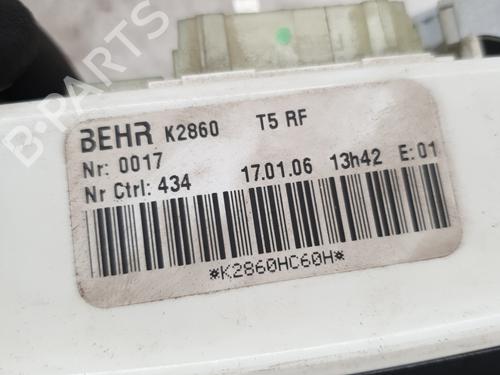 B-PARTS
BEHR K2860 T5 RF
Nr: 0017
Nr Ctrl: 434 17.01.06 13h42 E:01
*K2860HC60H*